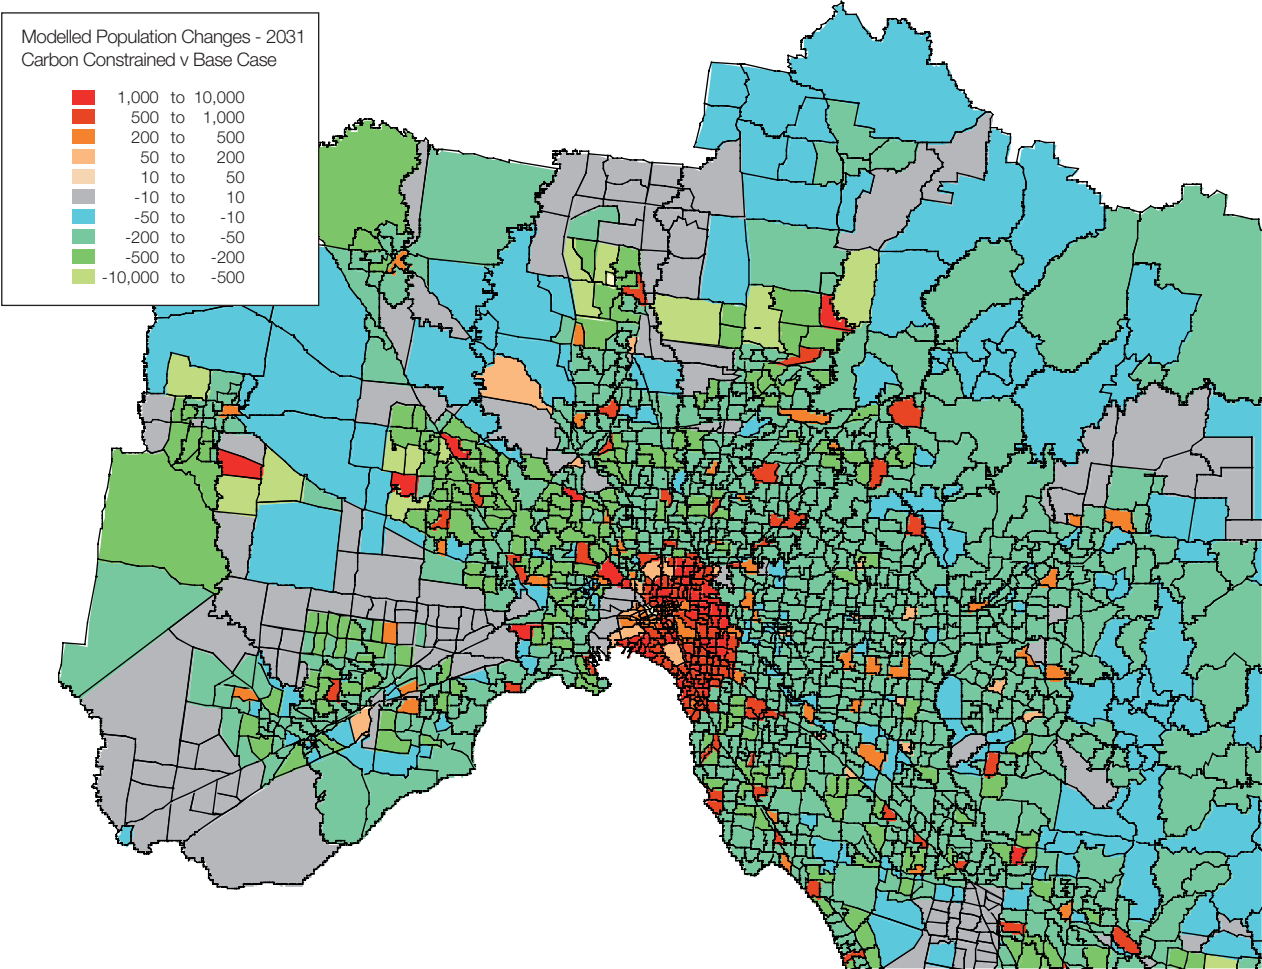 Modelled Population Changes - 2031
Carbon Constrained v Base Case
1,000 to 10,000
500 to 1,000
200 to 500
50 to 200
10 to 50
-10 to 10
-50 to -10
-200 to -50
-500 to -200
-10,000 to -500